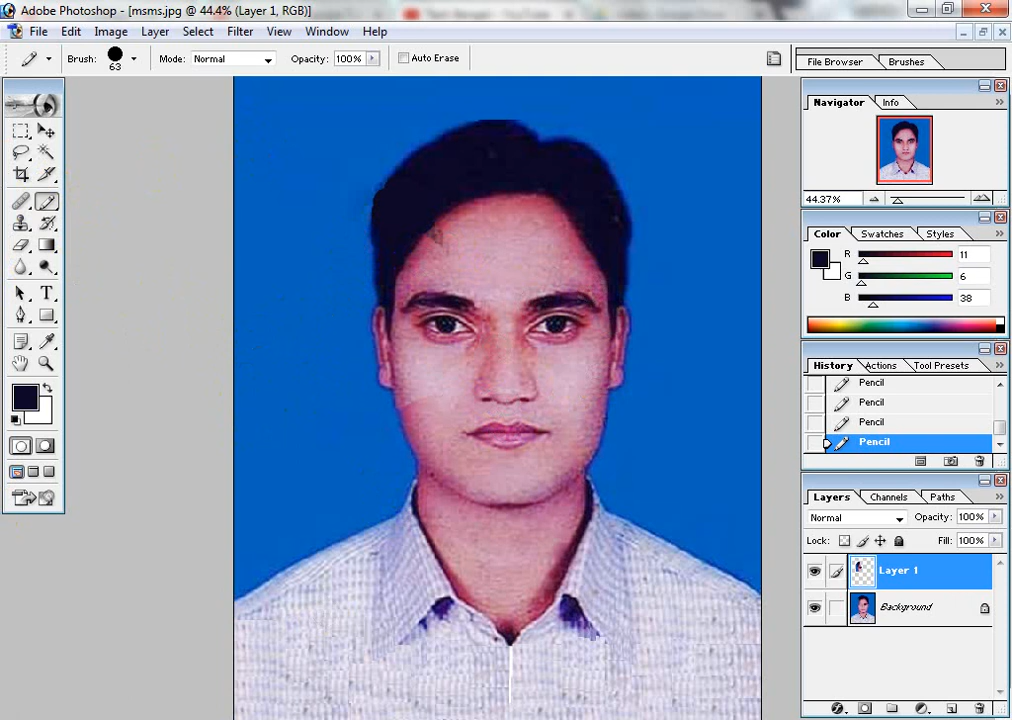 Adobe Photoshop - [msms.jpg @ 44.4% (Layer 1, RGB)]
File Edit Image Layer Select Filter View Window Help
Brush: 63 Mode: Normal Opacity: 100% Auto Erase
File Browser Brushes
Navigator Info
44.37%
Color Swatches Styles
R 11
G 6
B 38
History Actions Tool Presets
Pencil
Pencil
Pencil
Pencil
Layers Channels Paths
Normal Opacity: 100%
Lock: Fill: 100%
Layer 1
Background